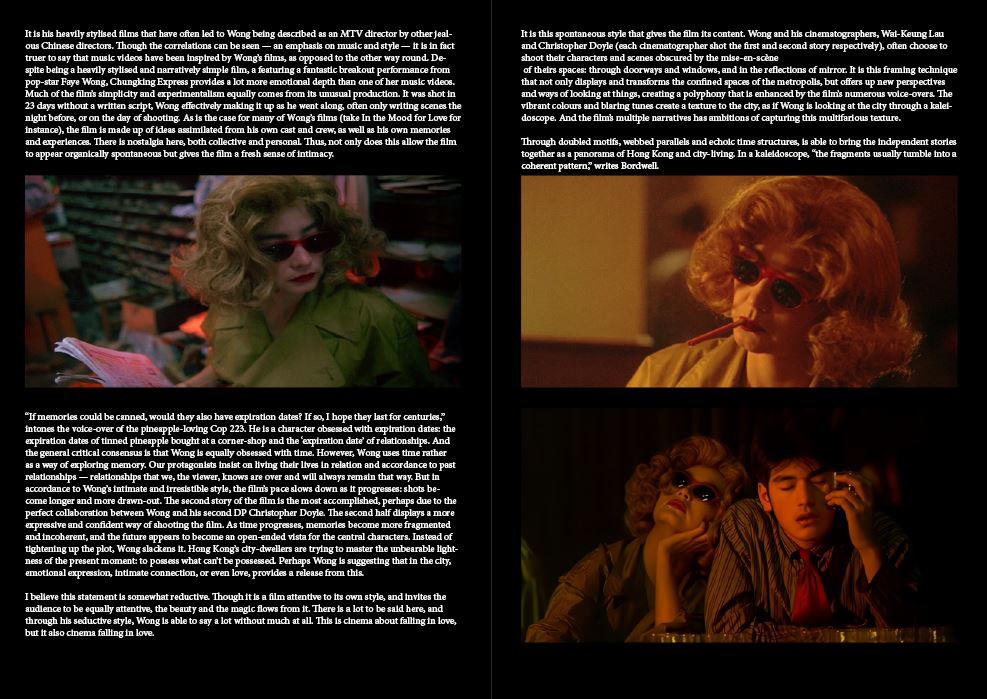 It is his heavily stylised films that have often led to Wong being described as an MTV director by other jeal-
ous Chinese directors. Though the correlations can be seen — an emphasis on music and style — it is in fact
truer to say that music videos have been inspired by Wong's films, as opposed to the other way round. De-
spite being a heavily stylised and narratively simple film, a featuring a fantastic breakout performance from
pop-star Faye Wong, Chungking Express provides a lot more emotional depth than one of her music videos.
Much of the film's simplicity and experimentalism equally comes from its unusual production. It was shot in
23 days without a written script, Wong effectively making it up as he went along, often only writing scenes the
night before, or on the day of shooting. As is the case for many of Wong's films (take In the Mood for Love for
instance), the film is made up of ideas assimilated from his own cast and crew, as well as his own memories
and experiences. There is nostalgia here, both collective and personal. Thus, not only does this allow the film
to appear organically spontaneous but gives the film a fresh sense of intimacy.
“If memories could be canned, would they also have expiration dates? If so, I hope they last for centuries,”
intones the voice-over of the pineapple-loving Cop 223. He is a character obsessed with expiration dates: the
expiration dates of tinned pineapple bought at a corner-shop and the ‘expiration date’ of relationships. And
the general critical consensus is that Wong is equally obsessed with time. However, Wong uses time rather
as a way of exploring memory. Our protagonists insist on living their lives in relation and accordance to past
relationships — relationships that we, the viewer, knows are over and will always remain that way. But in
accordance to Wong's intimate and irresistible style, the film's pace slows down as it progresses: shots be-
come longer and more drawn-out. The second story of the film is the most accomplished, perhaps due to the
perfect collaboration between Wong and his second DP Christopher Doyle. The second half displays a more
expressive and confident way of shooting the film. As time progresses, memories become more fragmented
and incoherent, and the future appears to become an open-ended vista for the central characters. Instead of
tightening up the plot, Wong slackens it. Hong Kong's city-dwellers are trying to master the unbearable light-
ness of the present moment: to possess what can't be possessed. Perhaps Wong is suggesting that in the city,
emotional expression, intimate connection, or even love, provides a release from this.
I believe this statement is somewhat reductive. Though it is a film attentive to its own style, and invites the
audience to be equally attentive, the beauty and the magic flows from it. There is a lot to be said here, and
through his seductive style, Wong is able to say a lot without much at all. This is cinema about falling in love,
but it also cinema falling in love.
It is this spontaneous style that gives the film its content. Wong and his cinematographers, Wai-Keung Lau
and Christopher Doyle (each cinematographer shot the first and second story respectively), often choose to
shoot their characters and scenes obscured by the mise-en-scène
of theirs spaces: through doorways and windows, and in the reflections of mirror. It is this framing technique
that not only displays and transforms the confined spaces of the metropolis, but offers up new perspectives
and ways of looking at things, creating a polyphony that is enhanced by the film's numerous voice-overs. The
vibrant colours and blaring tunes create a texture to the city, as if Wong is looking at the city through a kalei-
doscope. And the film's multiple narratives has ambitions of capturing this multifarious texture.
Through doubled motifs, webbed parallels and echoic time structures, is able to bring the independent stories
together as a panorama of Hong Kong and city-living. In a kaleidoscope, “the fragments usually tumble into a
coherent pattern,” writes Bordwell.